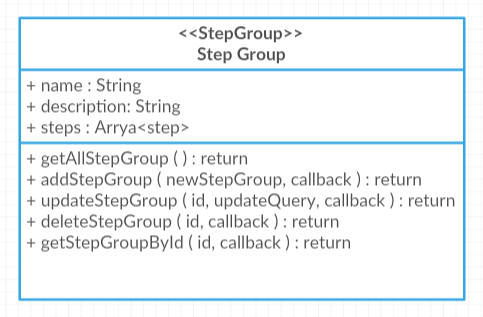 <<StepGroup>>
Step Group
+ name : String
+ description: String
+ steps : Arrya<step>
+ getAllStepGroup ( ) : return
+ addStepGroup ( newStepGroup, callback ) : return
+ updateStepGroup ( id, updateQuery, callback ) : return
+ deleteStepGroup ( id, callback ) : return
+ getStepGroupById ( id, callback ) : return